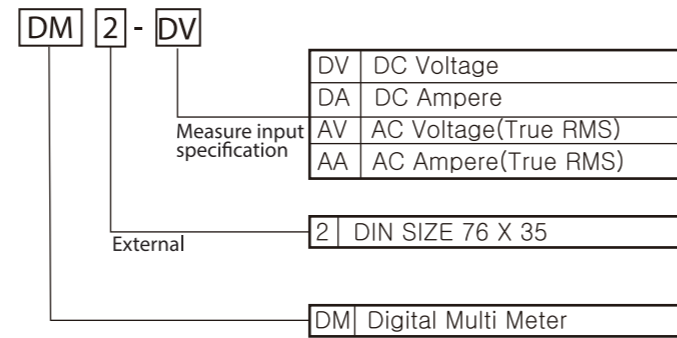 DM 2 - DV
DV DC Voltage
DA DC Ampere
Measure input specification
AV AC Voltage(True RMS)
AA AC Ampere(True RMS)
External
2 DIN SIZE 76 X 35
DM Digital Multi Meter